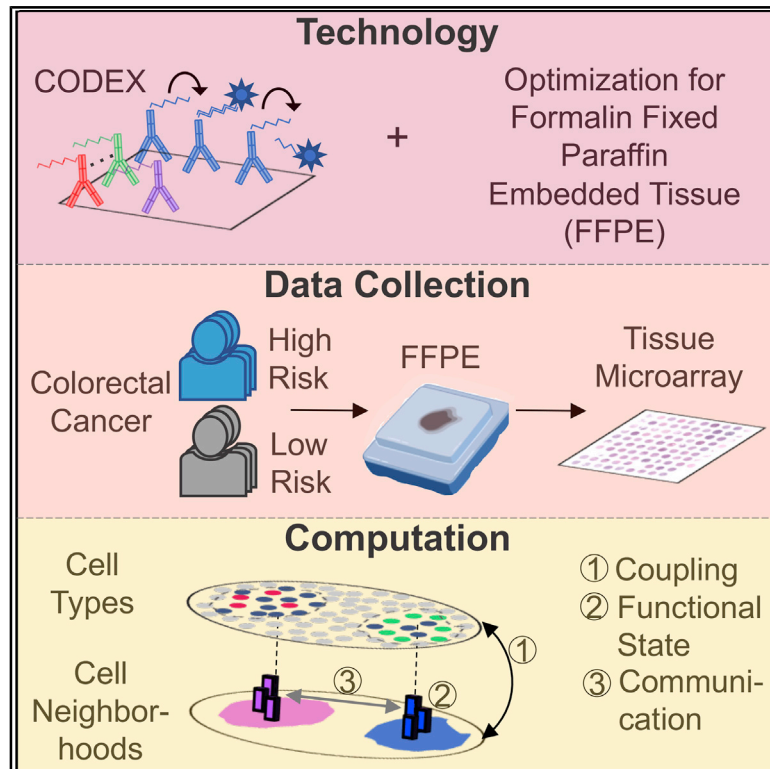 Technology
CODEX
+
Optimization for
Formalin Fixed
Paraffin
Embedded Tissue
(FFPE)
Data Collection
Colorectal
Cancer
High
Risk
Low
Risk
FFPE
Tissue
Microarray
Computation
Cell
Types
Cell
Neighbor-
hoods
③
②
①
① Coupling
② Functional
State
③ Communi-
cation